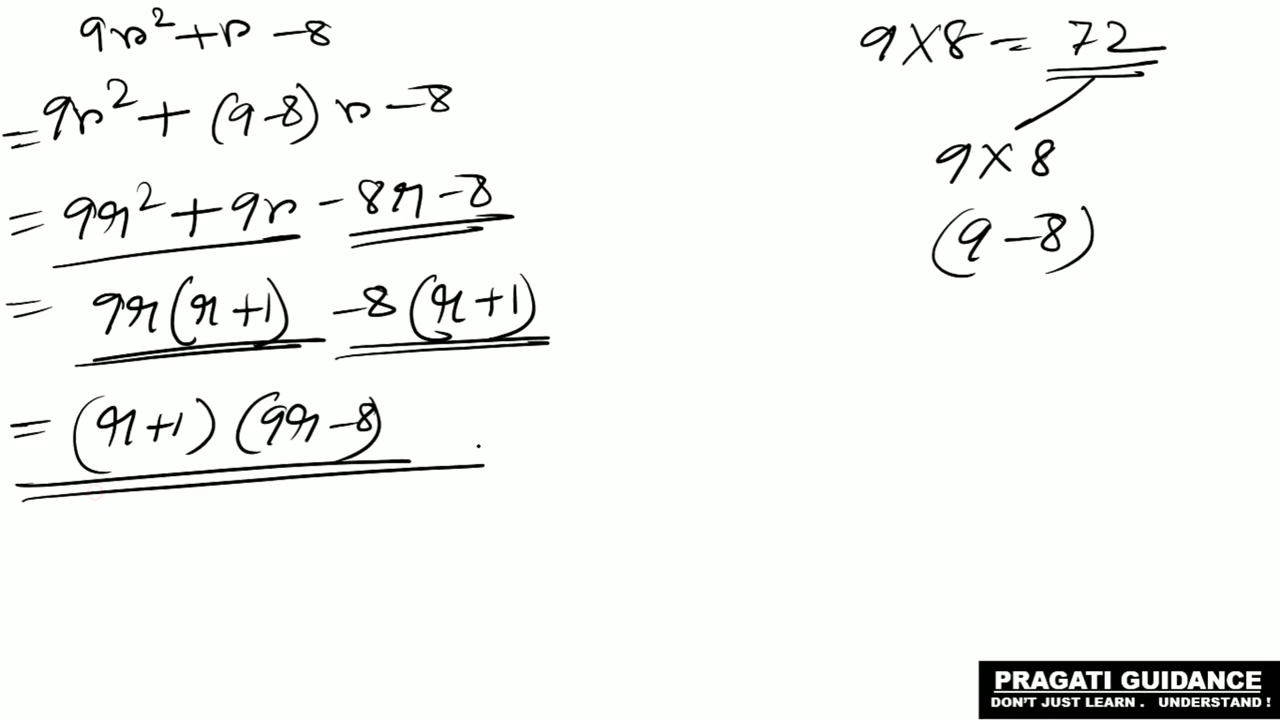 9r² + r - 8
= 9r² + (9-8) r - 8
= 9r² + 9r - 8r - 8
= 9r(r+1) - 8(r+1)
= (r+1) (9r-8)
9×8 = 72
9×8
(9-8)
PRAGATI GUIDANCE
DON'T JUST LEARN . UNDERSTAND !